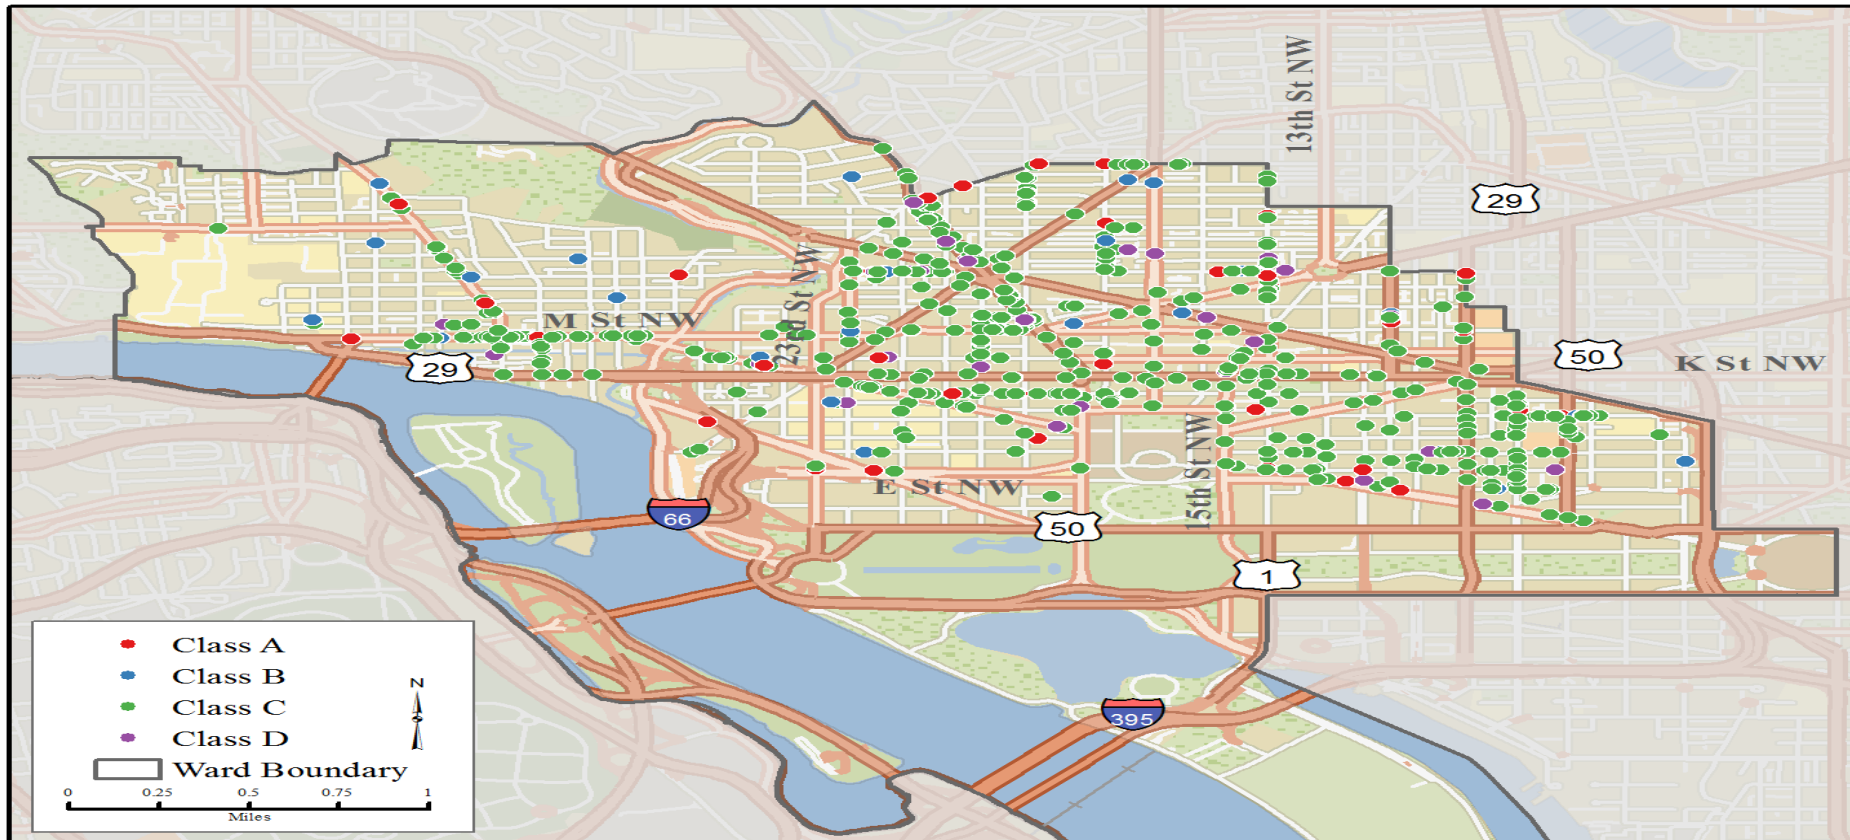 13th St NW
29
23rd St NW
M St NW
50
K St NW
29
15th St NW
E St NW
66
50
1
395
Class A
Class B
Class C
Class D
Ward Boundary
N
0 0.25 0.5 0.75 1
Miles